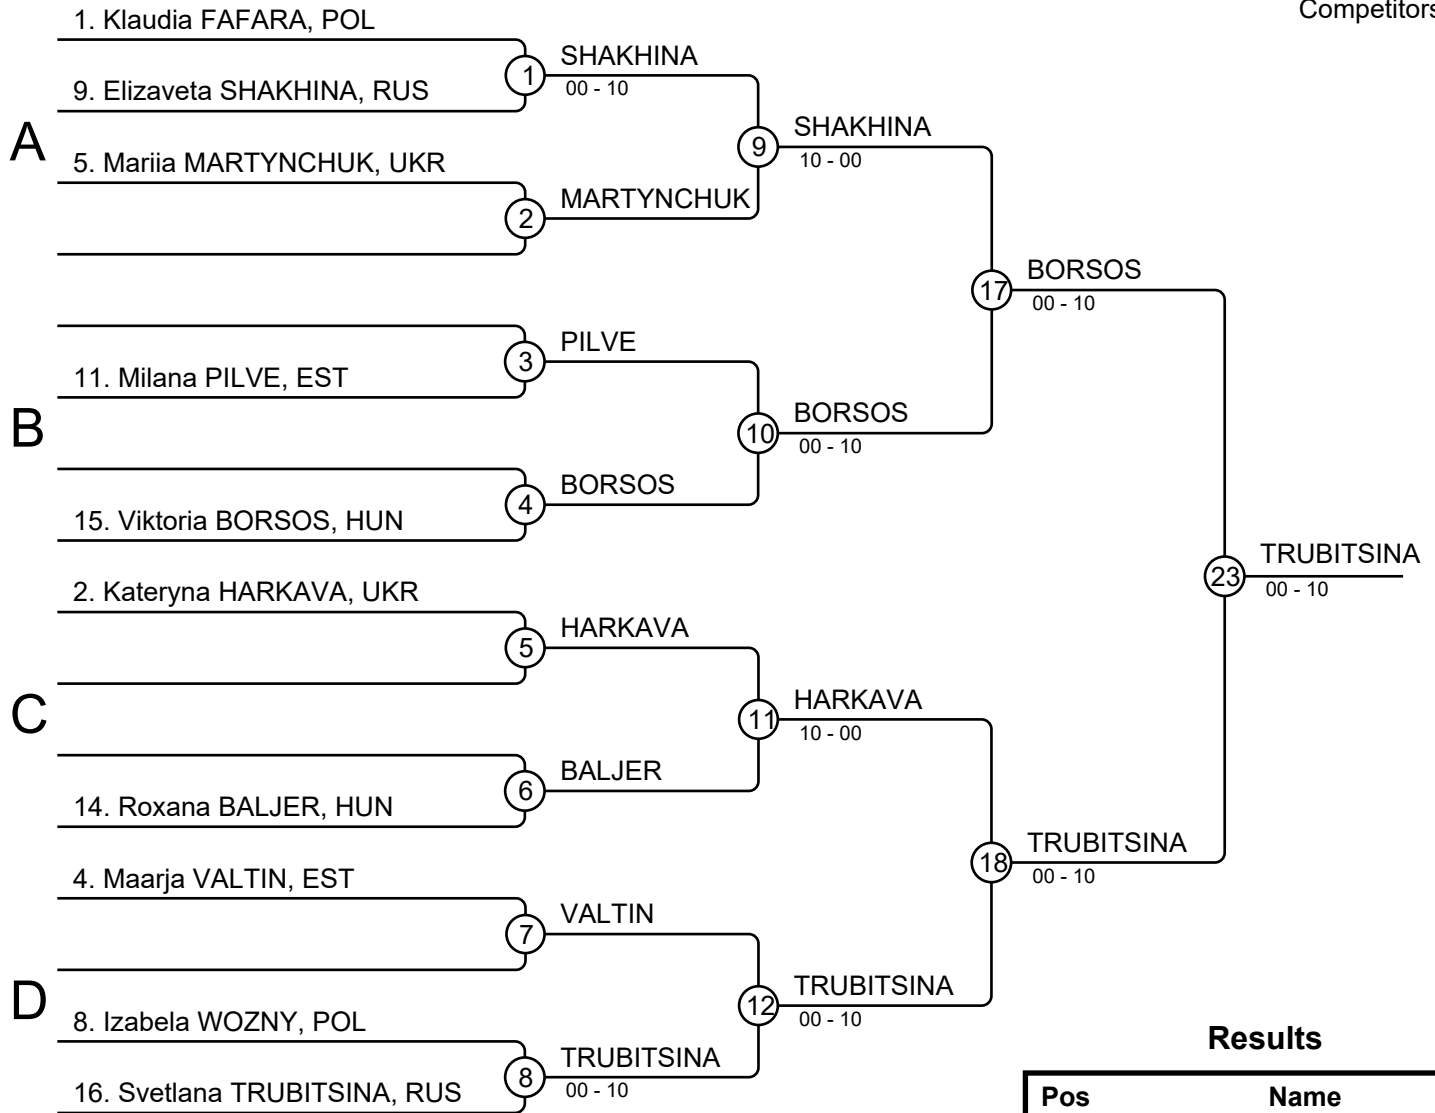 Competitors
1. Klaudia FAFARA, POL
1
SHAKHINA
00 - 10
9. Elizaveta SHAKHINA, RUS
A
9
SHAKHINA
10 - 00
5. Mariia MARTYNCHUK, UKR
2
MARTYNCHUK
17
BORSOS
00 - 10
3
PILVE
11. Milana PILVE, EST
B
10
BORSOS
00 - 10
4
BORSOS
15. Viktoria BORSOS, HUN
23
TRUBITSINA
00 - 10
2. Kateryna HARKAVA, UKR
5
HARKAVA
C
11
HARKAVA
10 - 00
6
BALJER
14. Roxana BALJER, HUN
18
TRUBITSINA
00 - 10
4. Maarja VALTIN, EST
7
VALTIN
D
12
TRUBITSINA
00 - 10
8. Izabela WOZNY, POL
8
TRUBITSINA
00 - 10
16. Svetlana TRUBITSINA, RUS
Results
Pos Name